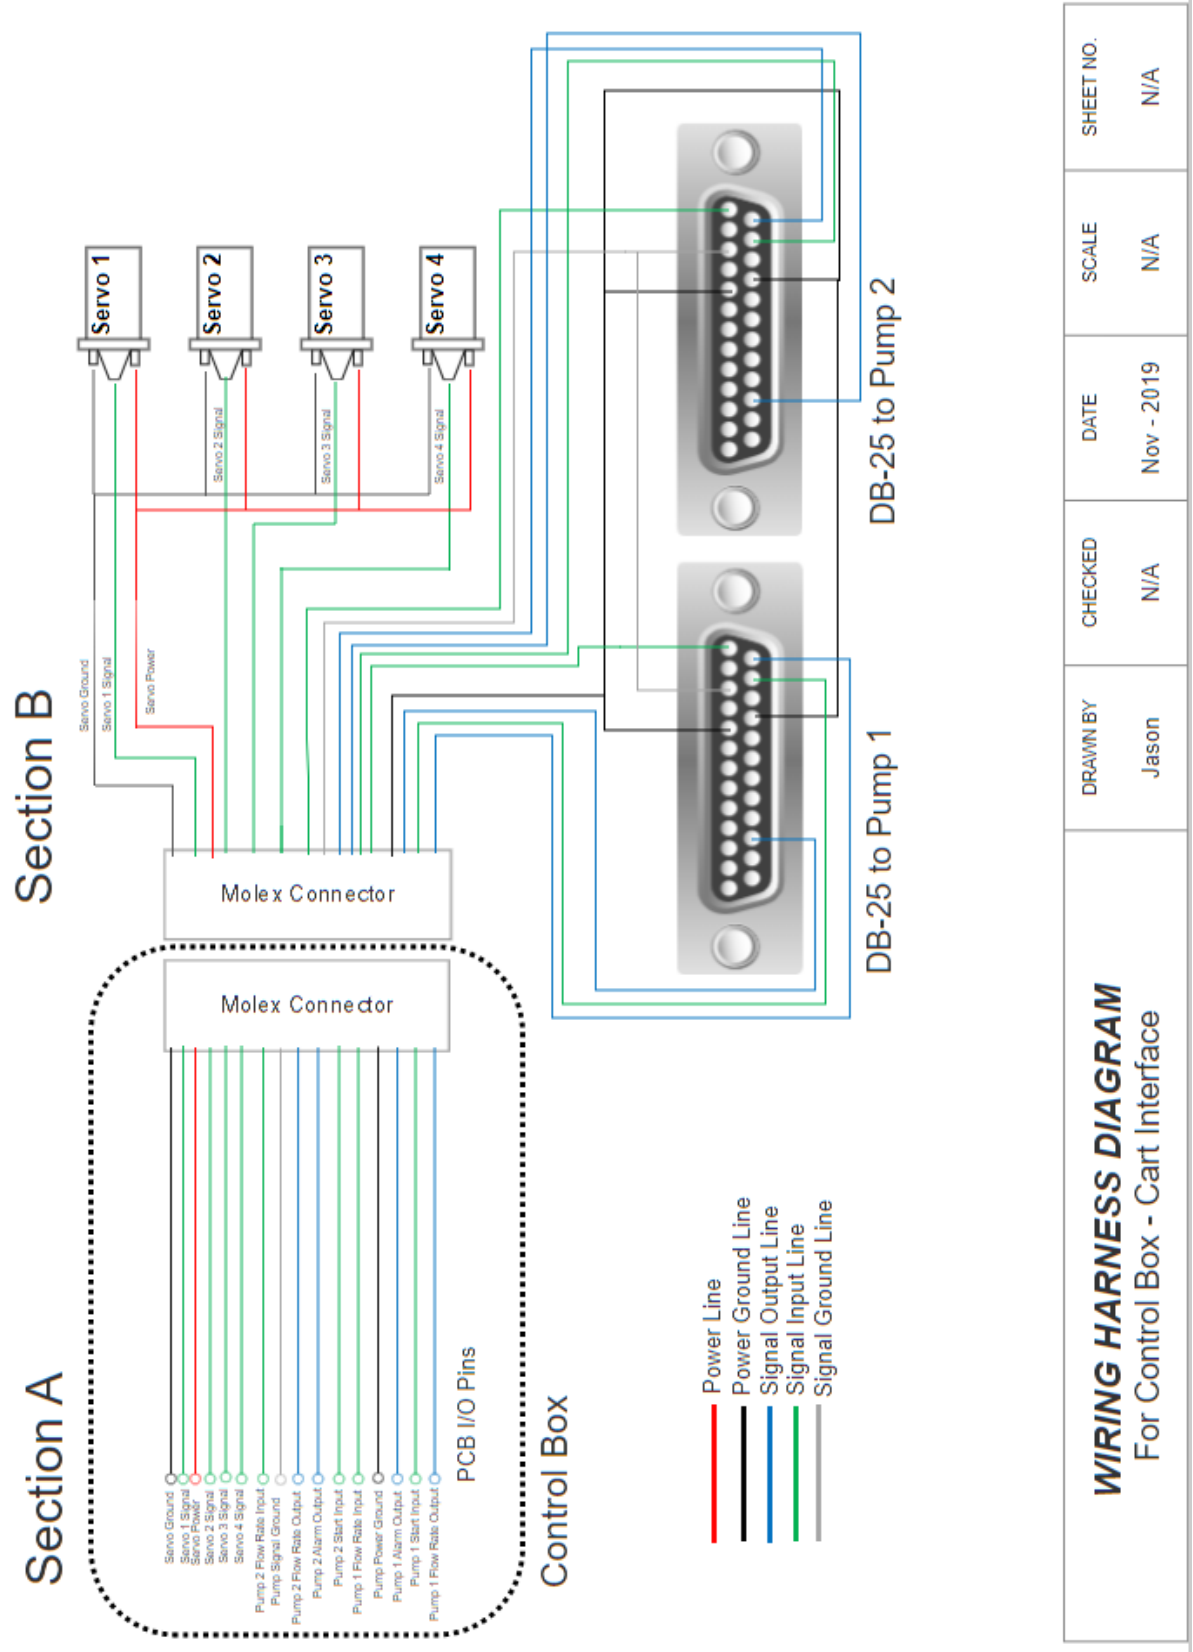 Section A
Section B
Servo Ground
Servo 1 Signal
Servo Power
Servo 2 Signal
Servo 3 Signal
Servo 4 Signal
Pump 2 Flow Rate Input
Pump Signal Ground
Pump 2 Flow Rate Output
Pump 2 Alarm Output
Pump 2 Start Input
Pump 1 Flow Rate Input
Pump Power Ground
Pump 1 Alarm Output
Pump 1 Start Input
Pump 1 Flow Rate Output
PCB I/O Pins
Control Box
Molex Connector
Molex Connector
Servo Ground
Servo 1 Signal
Servo Power
Servo 2 Signal
Servo 3 Signal
Servo 4 Signal
Servo 1
Servo 2
Servo 3
Servo 4
DB-25 to Pump 1
DB-25 to Pump 2
Power Line
Power Ground Line
Signal Output Line
Signal Input Line
Signal Ground Line
WIRING HARNESS DIAGRAM
For Control Box - Cart Interface
DRAWN BY
Jason
CHECKED
N/A
DATE
Nov - 2019
SCALE
N/A
SHEET NO.
N/A